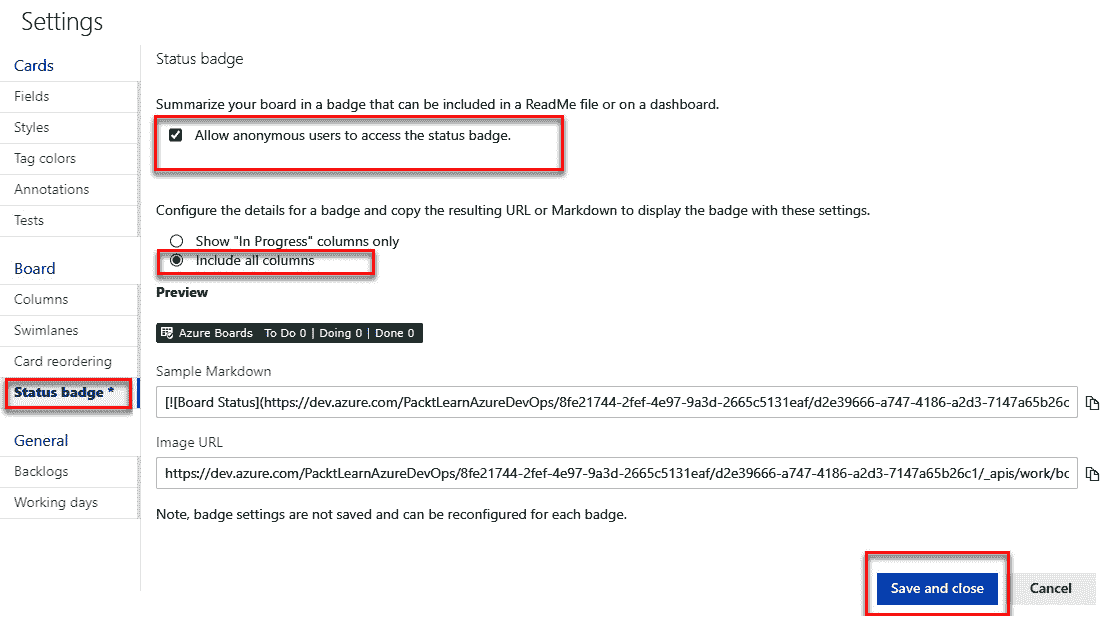 Settings
Cards
Fields
Styles
Tag colors
Annotations
Tests
Board
Columns
Swimlanes
Card reordering
Status badge *
General
Backlogs
Working days
Status badge
Summarize your board in a badge that can be included in a ReadMe file or on a dashboard.
Allow anonymous users to access the status badge.
Configure the details for a badge and copy the resulting URL or Markdown to display the badge with these settings.
Show "In Progress" columns only
Include all columns
Preview
Azure Boards To Do 0 | Doing 0 | Done 0
Sample Markdown
[![Board Status](https://dev.azure.com/PacktLearnAzureDevOps/8fe21744-2fef-4e97-9a3d-2665c5131eaf/d2e39666-a747-4186-a2d3-7147a65b26c
Image URL
https://dev.azure.com/PacktLearnAzureDevOps/8fe21744-2fef-4e97-9a3d-2665c5131eaf/d2e39666-a747-4186-a2d3-7147a65b26c1/_apis/work/bo
Note, badge settings are not saved and can be reconfigured for each badge.
Save and close
Cancel